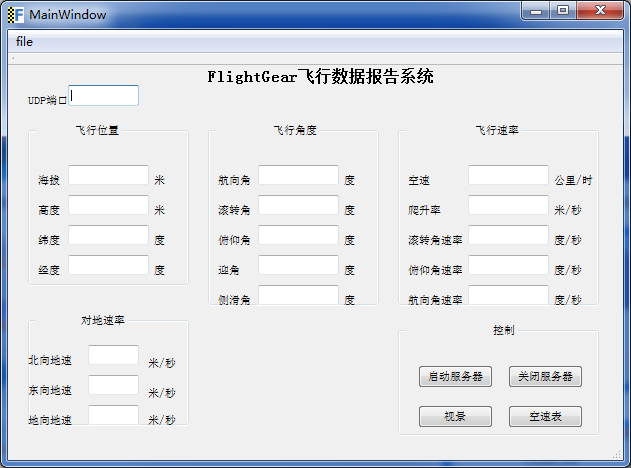 MainWindow
file
FlightGear飞行数据报告系统
UDP端口
飞行位置
海拔 米
高度 米
纬度 度
经度 度
飞行角度
航向角 度
滚转角 度
俯仰角 度
迎角 度
侧滑角 度
飞行速率
空速 公里/时
爬升率 米/秒
滚转角速率 度/秒
俯仰角速率 度/秒
航向角速率 度/秒
对地速率
北向地速 米/秒
东向地速 米/秒
地向地速 米/秒
控制
启动服务器 关闭服务器
视景 空速表